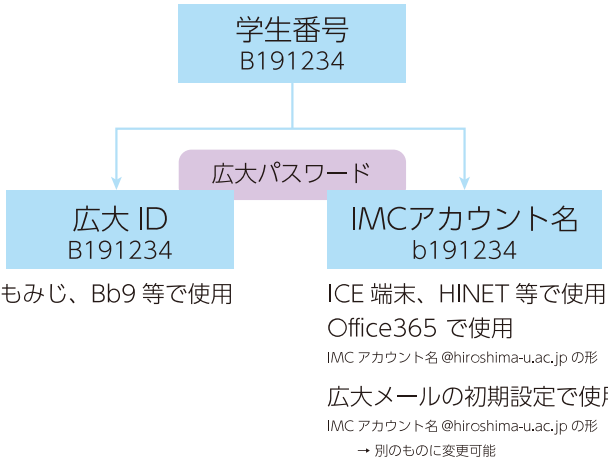 学生番号
B191234
広大パスワード
広大 ID
B191234
もみじ、Bb9 等で使用
IMCアカウント名
b191234
ICE 端末、HINET 等で使用
Office365 で使用
IMC アカウント名 @hiroshima-u.ac.jp の形
広大メールの初期設定で使用
IMC アカウント名 @hiroshima-u.ac.jp の形
→ 別のものに変更可能